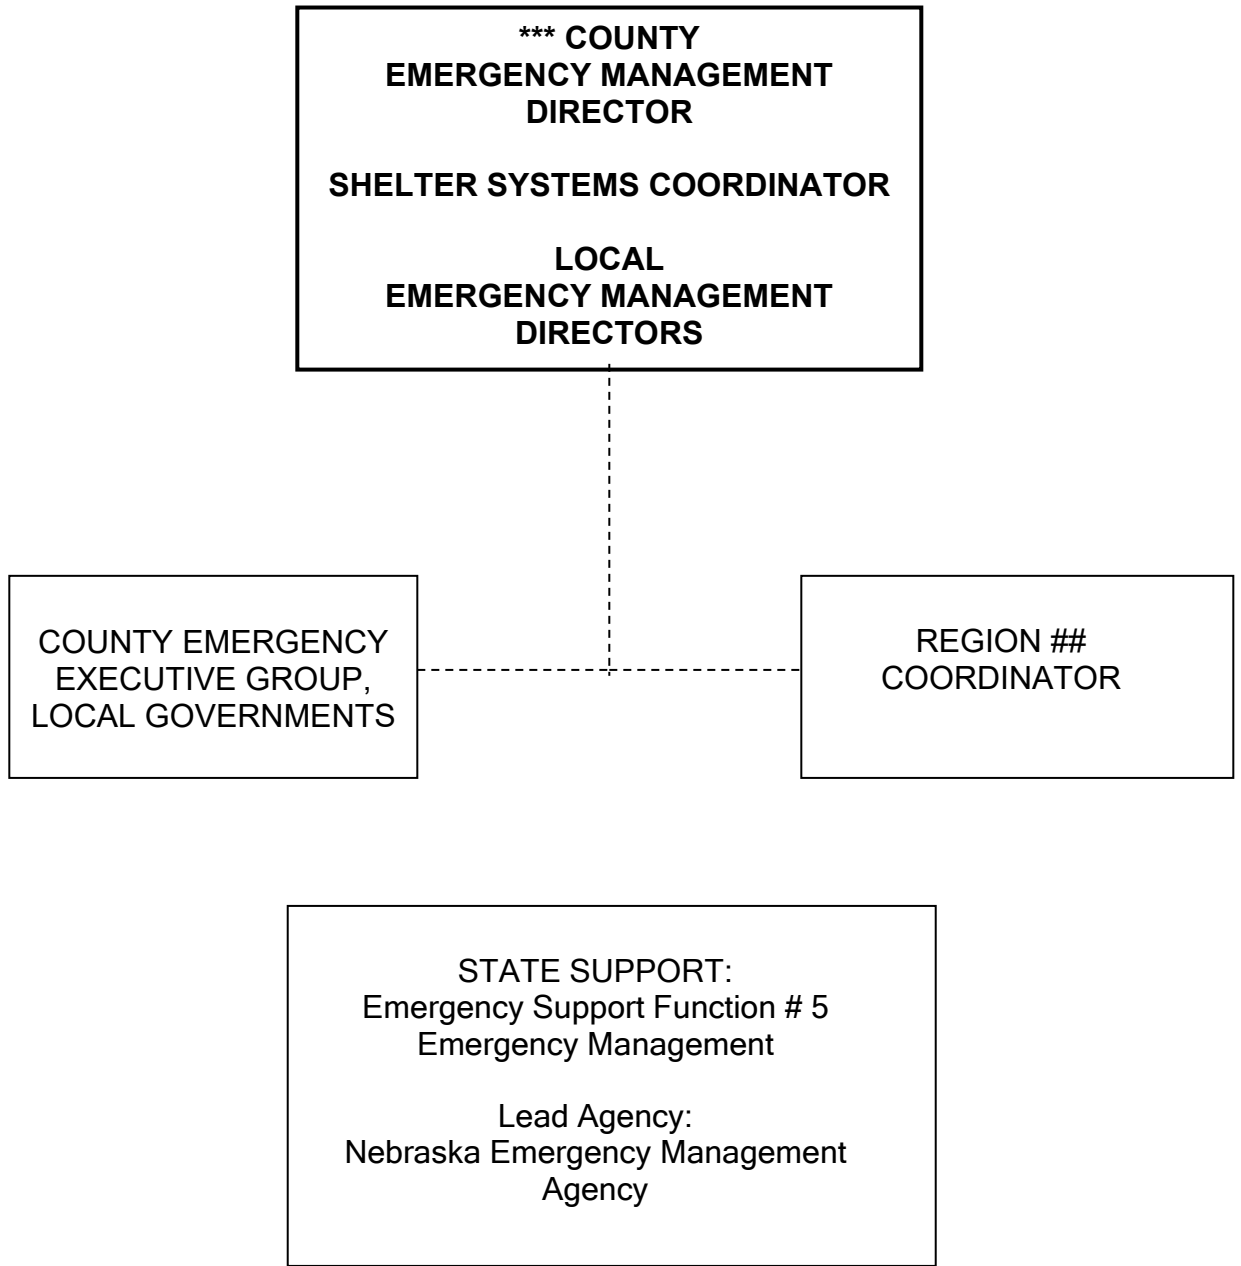 *** COUNTY
EMERGENCY MANAGEMENT
DIRECTOR
SHELTER SYSTEMS COORDINATOR
LOCAL
EMERGENCY MANAGEMENT
DIRECTORS
COUNTY EMERGENCY
EXECUTIVE GROUP,
LOCAL GOVERNMENTS
REGION ##
COORDINATOR
STATE SUPPORT:
Emergency Support Function # 5
Emergency Management
Lead Agency:
Nebraska Emergency Management
Agency